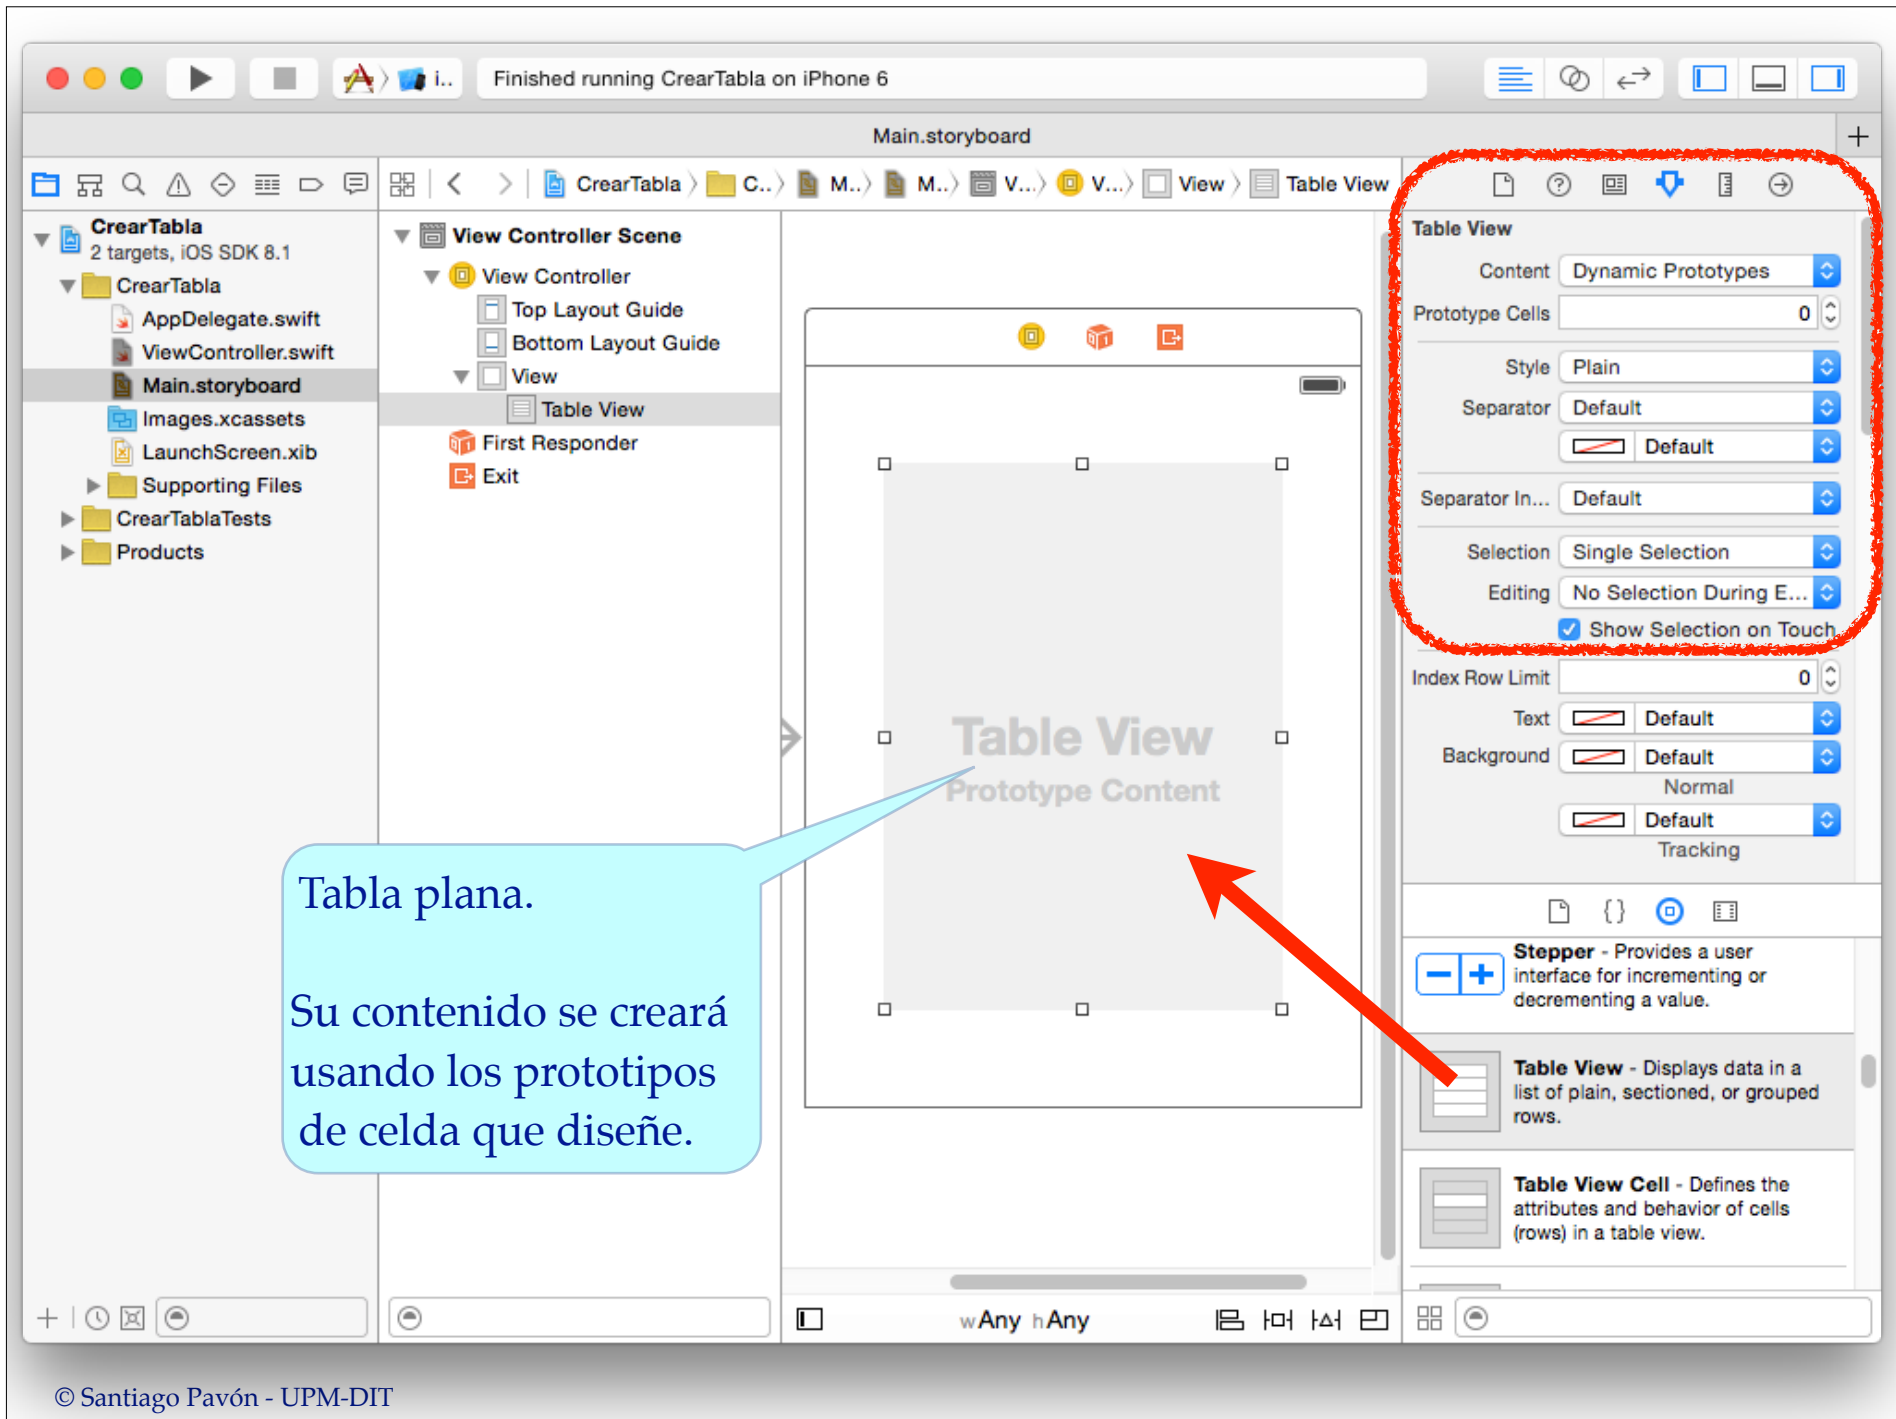 i..
Finished running CrearTabla on iPhone 6
Main.storyboard
CrearTabla
C..
M..
M..
V...
V...
View
Table View
CrearTabla
2 targets, iOS SDK 8.1
CrearTabla
AppDelegate.swift
ViewController.swift
Main.storyboard
Images.xcassets
LaunchScreen.xib
Supporting Files
CrearTablaTests
Products
View Controller Scene
View Controller
Top Layout Guide
Bottom Layout Guide
View
Table View
First Responder
Exit
Table View
Prototype Content
Tabla plana.
Su contenido se creará
usando los prototipos
de celda que diseñe.
Table View
Content Dynamic Prototypes
Prototype Cells 0
Style Plain
Separator Default
Default
Separator In... Default
Selection Single Selection
Editing No Selection During E...
Show Selection on Touch
Index Row Limit 0
Text Default
Background Default
Normal
Default
Tracking
Stepper - Provides a user
interface for incrementing or
decrementing a value.
Table View - Displays data in a
list of plain, sectioned, or grouped
rows.
Table View Cell - Defines the
attributes and behavior of cells
(rows) in a table view.
wAny hAny
© Santiago Pavón - UPM-DIT